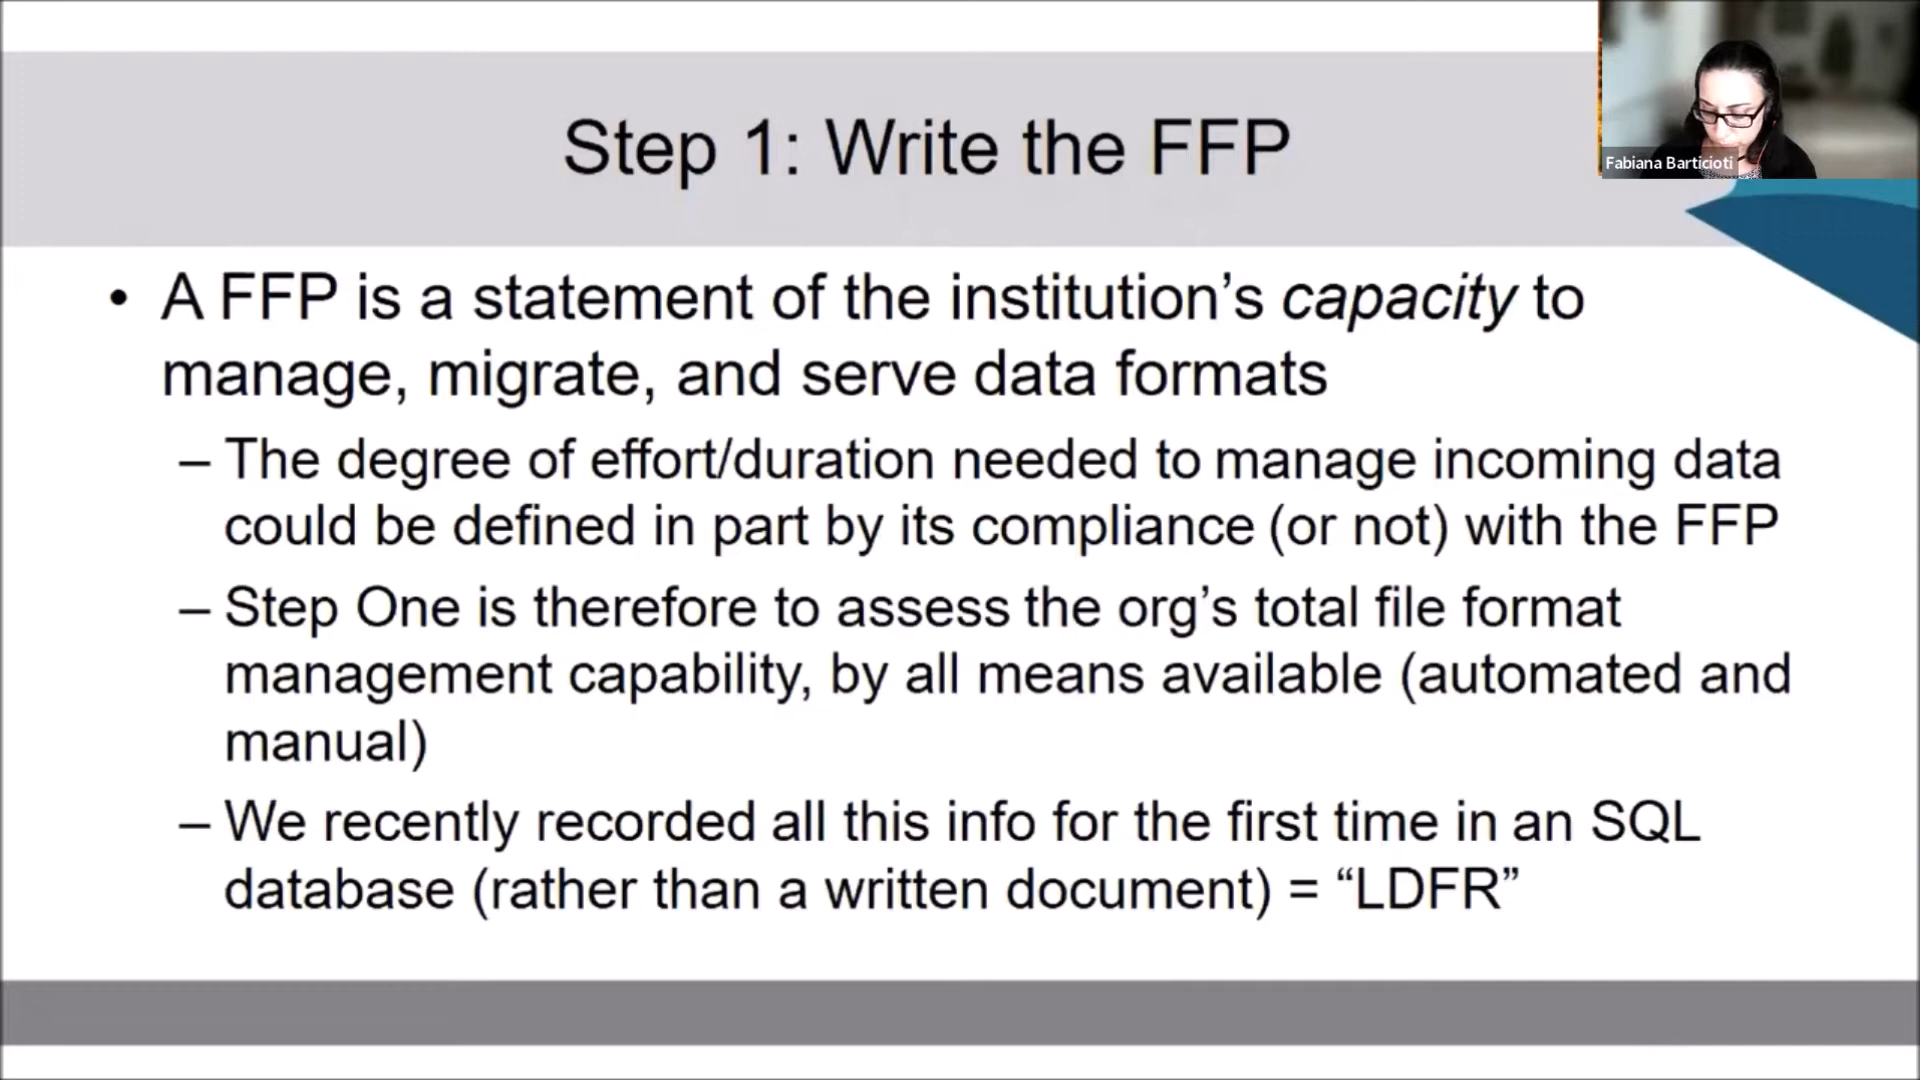 Step 1: Write the FFP
Fabiana Barticioti
• A FFP is a statement of the institution’s capacity to
manage, migrate, and serve data formats
– The degree of effort/duration needed to manage incoming data
could be defined in part by its compliance (or not) with the FFP
– Step One is therefore to assess the org’s total file format
management capability, by all means available (automated and
manual)
– We recently recorded all this info for the first time in an SQL
database (rather than a written document) = “LDFR”